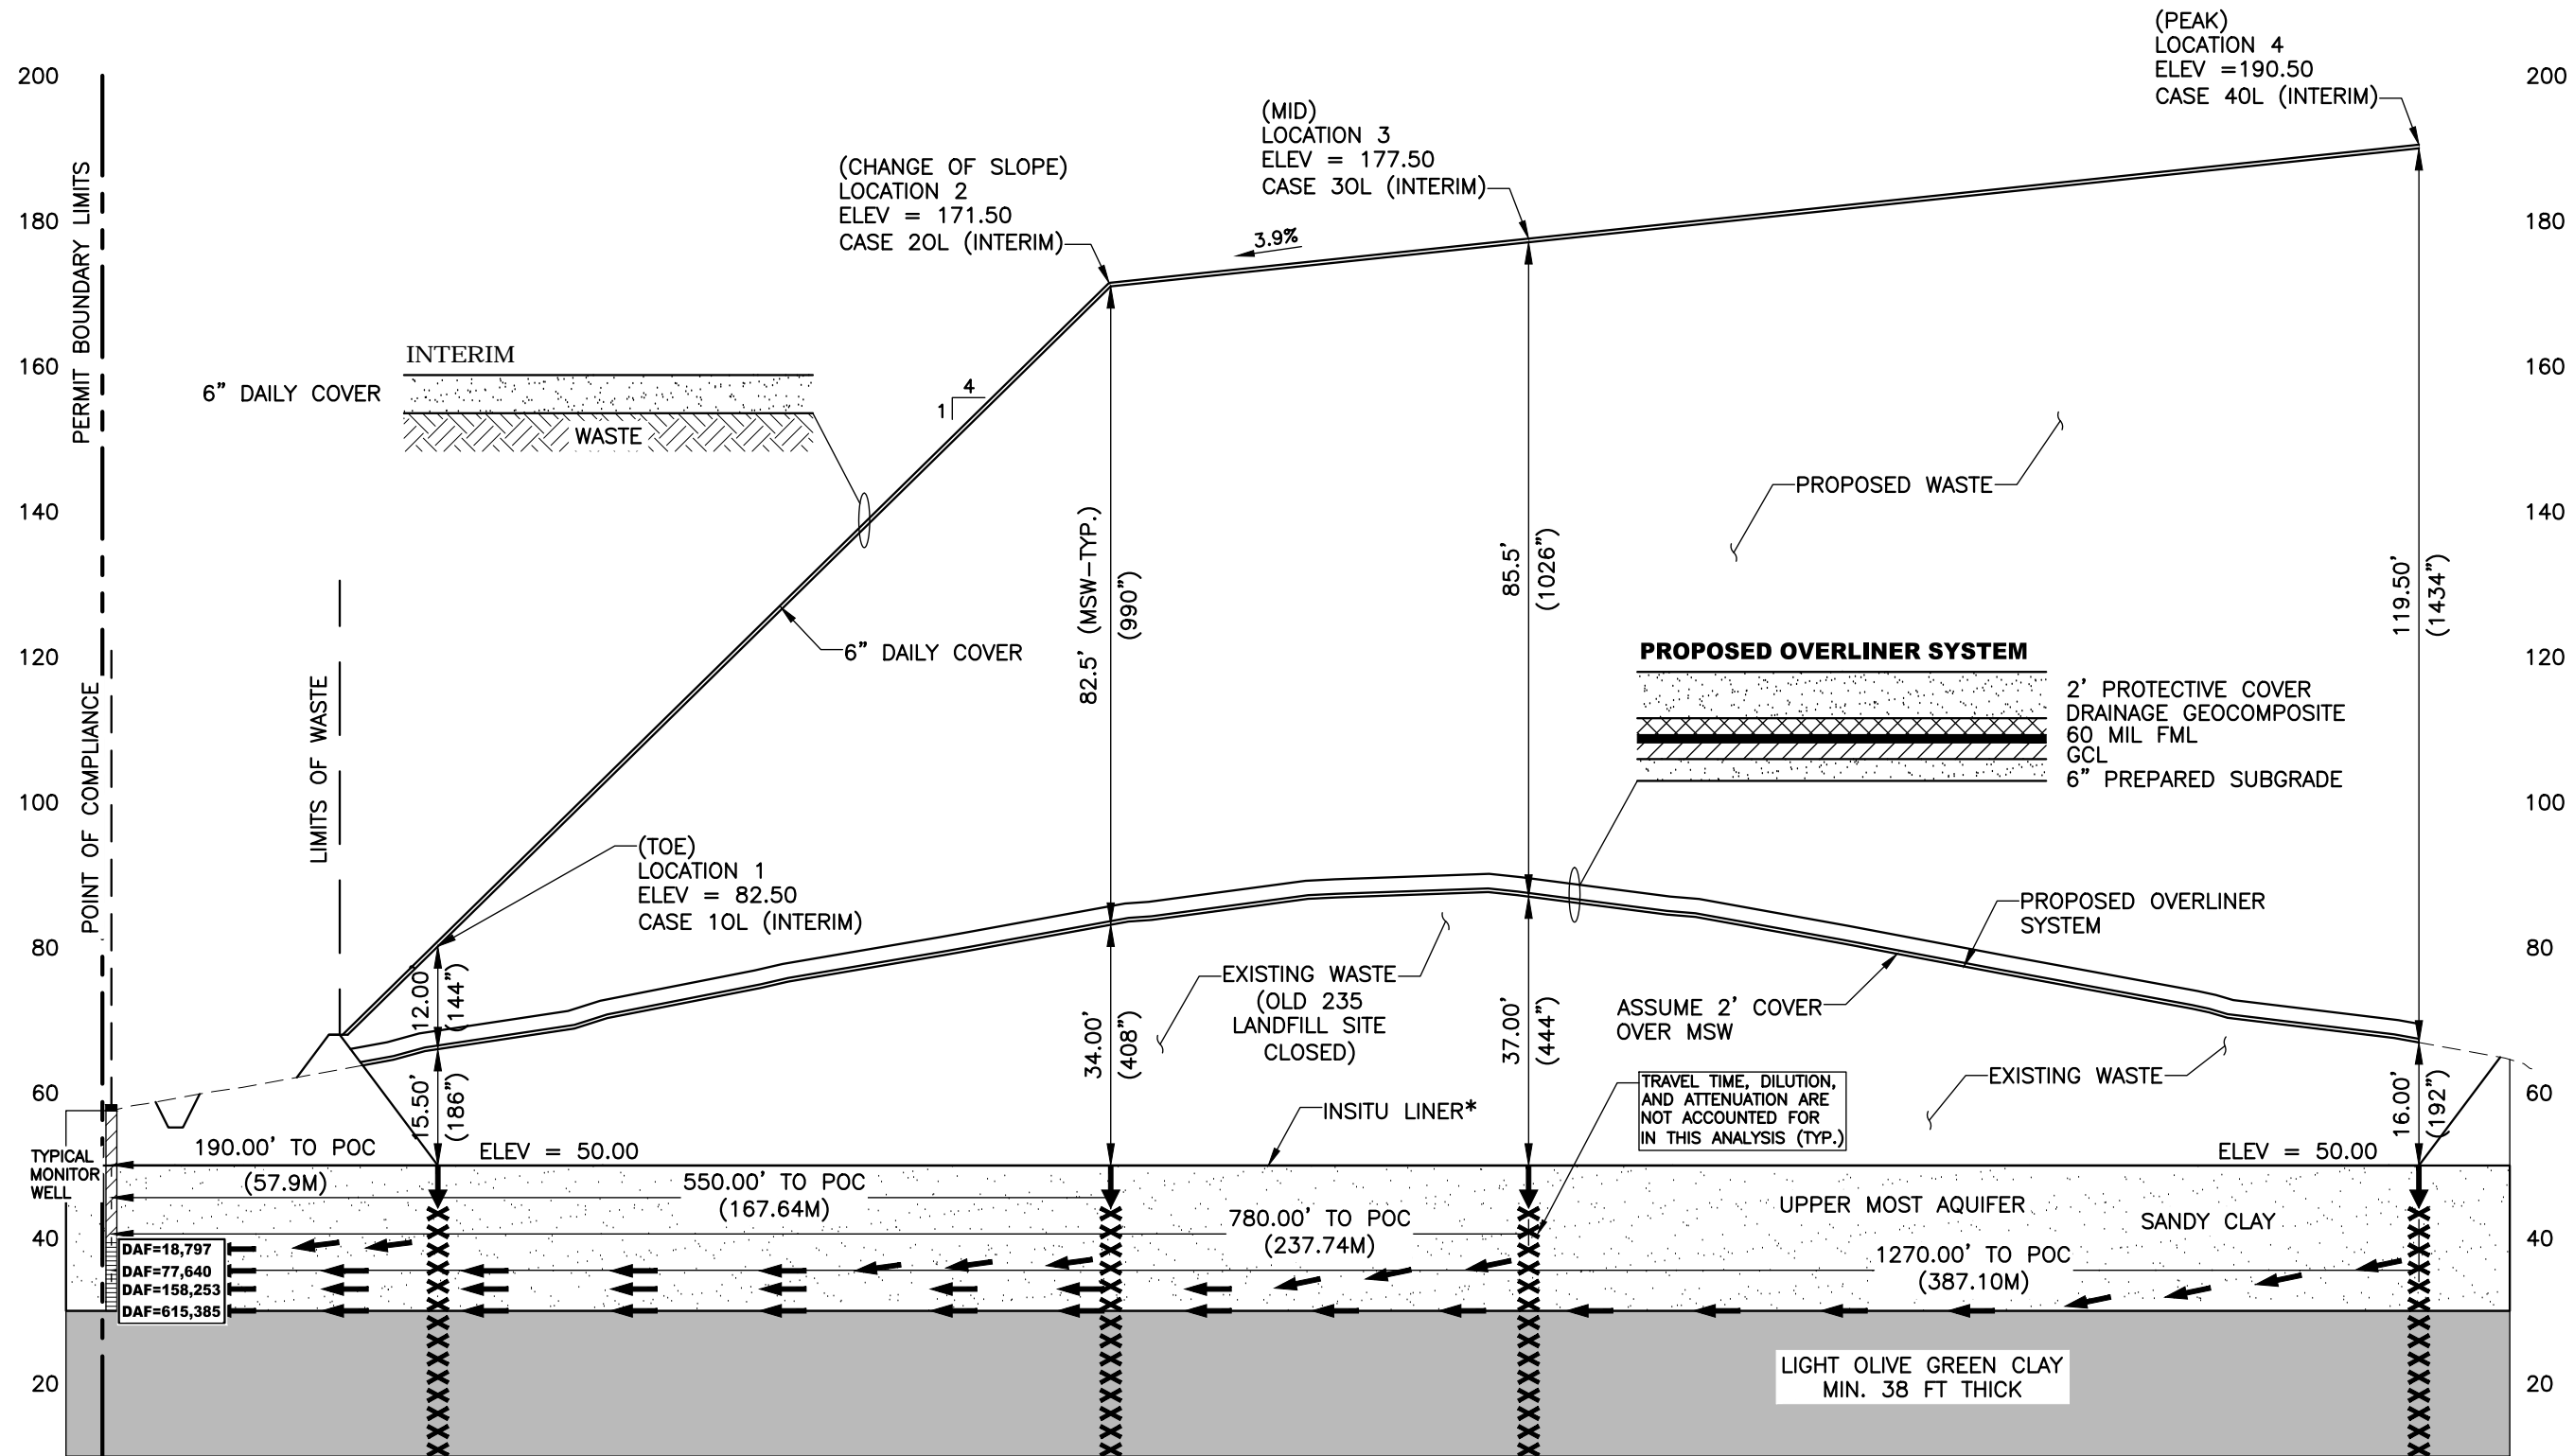 (PEAK)
LOCATION 4
ELEV =190.50
CASE 4OL (INTERIM)
200
200
(MID)
LOCATION 3
ELEV = 177.50
CASE 3OL (INTERIM)
(CHANGE OF SLOPE)
LOCATION 2
ELEV = 171.50
CASE 2OL (INTERIM)
180
180
3.9%
PERMIT BOUNDARY LIMITS
INTERIM
6" DAILY COVER
WASTE
160
160
4
1
PROPOSED WASTE
140
140
82.5' (MSW-TYP.)
(990")
85.5'
(1026")
119.50'
(1434")
6" DAILY COVER
120
120
PROPOSED OVERLINER SYSTEM
2' PROTECTIVE COVER
DRAINAGE GEOCOMPOSITE
60 MIL FML
GCL
6" PREPARED SUBGRADE
POINT OF COMPLIANCE
LIMITS OF WASTE
100
100
(TOE)
LOCATION 1
ELEV = 82.50
CASE 1OL (INTERIM)
80
80
PROPOSED OVERLINER
SYSTEM
12.00'
(144")
EXISTING WASTE
(OLD 235
LANDFILL SITE
CLOSED)
ASSUME 2' COVER
OVER MSW
34.00'
(408")
37.00'
(444")
60
60
EXISTING WASTE
TRAVEL TIME, DILUTION,
AND ATTENUATION ARE
NOT ACCOUNTED FOR
IN THIS ANALYSIS (TYP.)
INSITU LINER*
15.50'
(186")
16.00'
(192")
190.00' TO POC
(57.9M)
ELEV = 50.00
ELEV = 50.00
TYPICAL
MONITOR
WELL
550.00' TO POC
(167.64M)
UPPER MOST AQUIFER
SANDY CLAY
780.00' TO POC
(237.74M)
40
40
1270.00' TO POC
(387.10M)
DAF=18,797
DAF=77,640
DAF=158,253
DAF=615,385
LIGHT OLIVE GREEN CLAY
MIN. 38 FT THICK
20
20